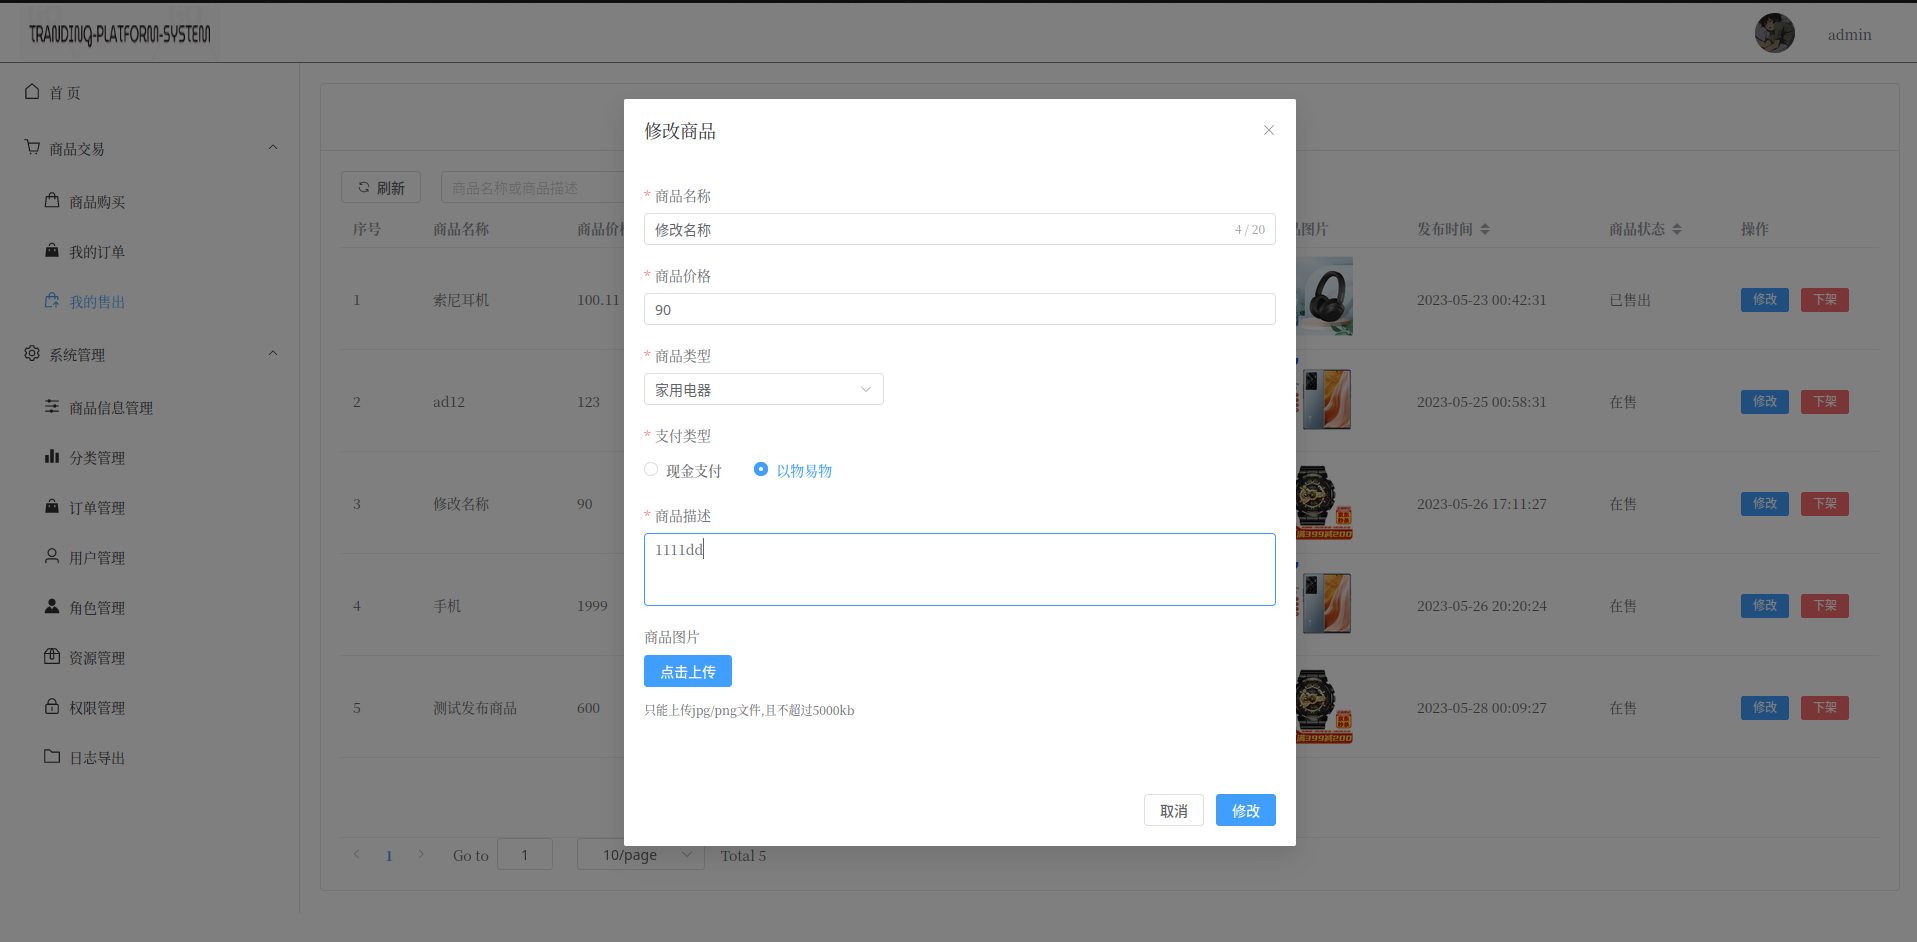 TRANDINQ-PLATFORM-SYSTEM
admin
首 页
商品交易
商品购买
我的订单
我的售出
系统管理
商品信息管理
分类管理
订单管理
用户管理
角色管理
资源管理
权限管理
日志导出
刷新
商品名称或商品描述
序号 商品名称 商品价格 图片 发布时间 商品状态 操作
1 索尼耳机 100.11 2023-05-23 00:42:31 已售出 修改 下架
2 ad12 123 2023-05-25 00:58:31 在售 修改 下架
3 修改名称 90 2023-05-26 17:11:27 在售 修改 下架
4 手机 1999 2023-05-26 20:20:24 在售 修改 下架
5 测试发布商品 600 2023-05-28 00:09:27 在售 修改 下架
1 Go to 1 10/page Total 5
修改商品
* 商品名称
修改名称 4 / 20
* 商品价格
90
* 商品类型
家用电器
* 支付类型
现金支付 以物易物
* 商品描述
1111dd
商品图片
点击上传
只能上传jpg/png文件,且不超过5000kb
取消 修改